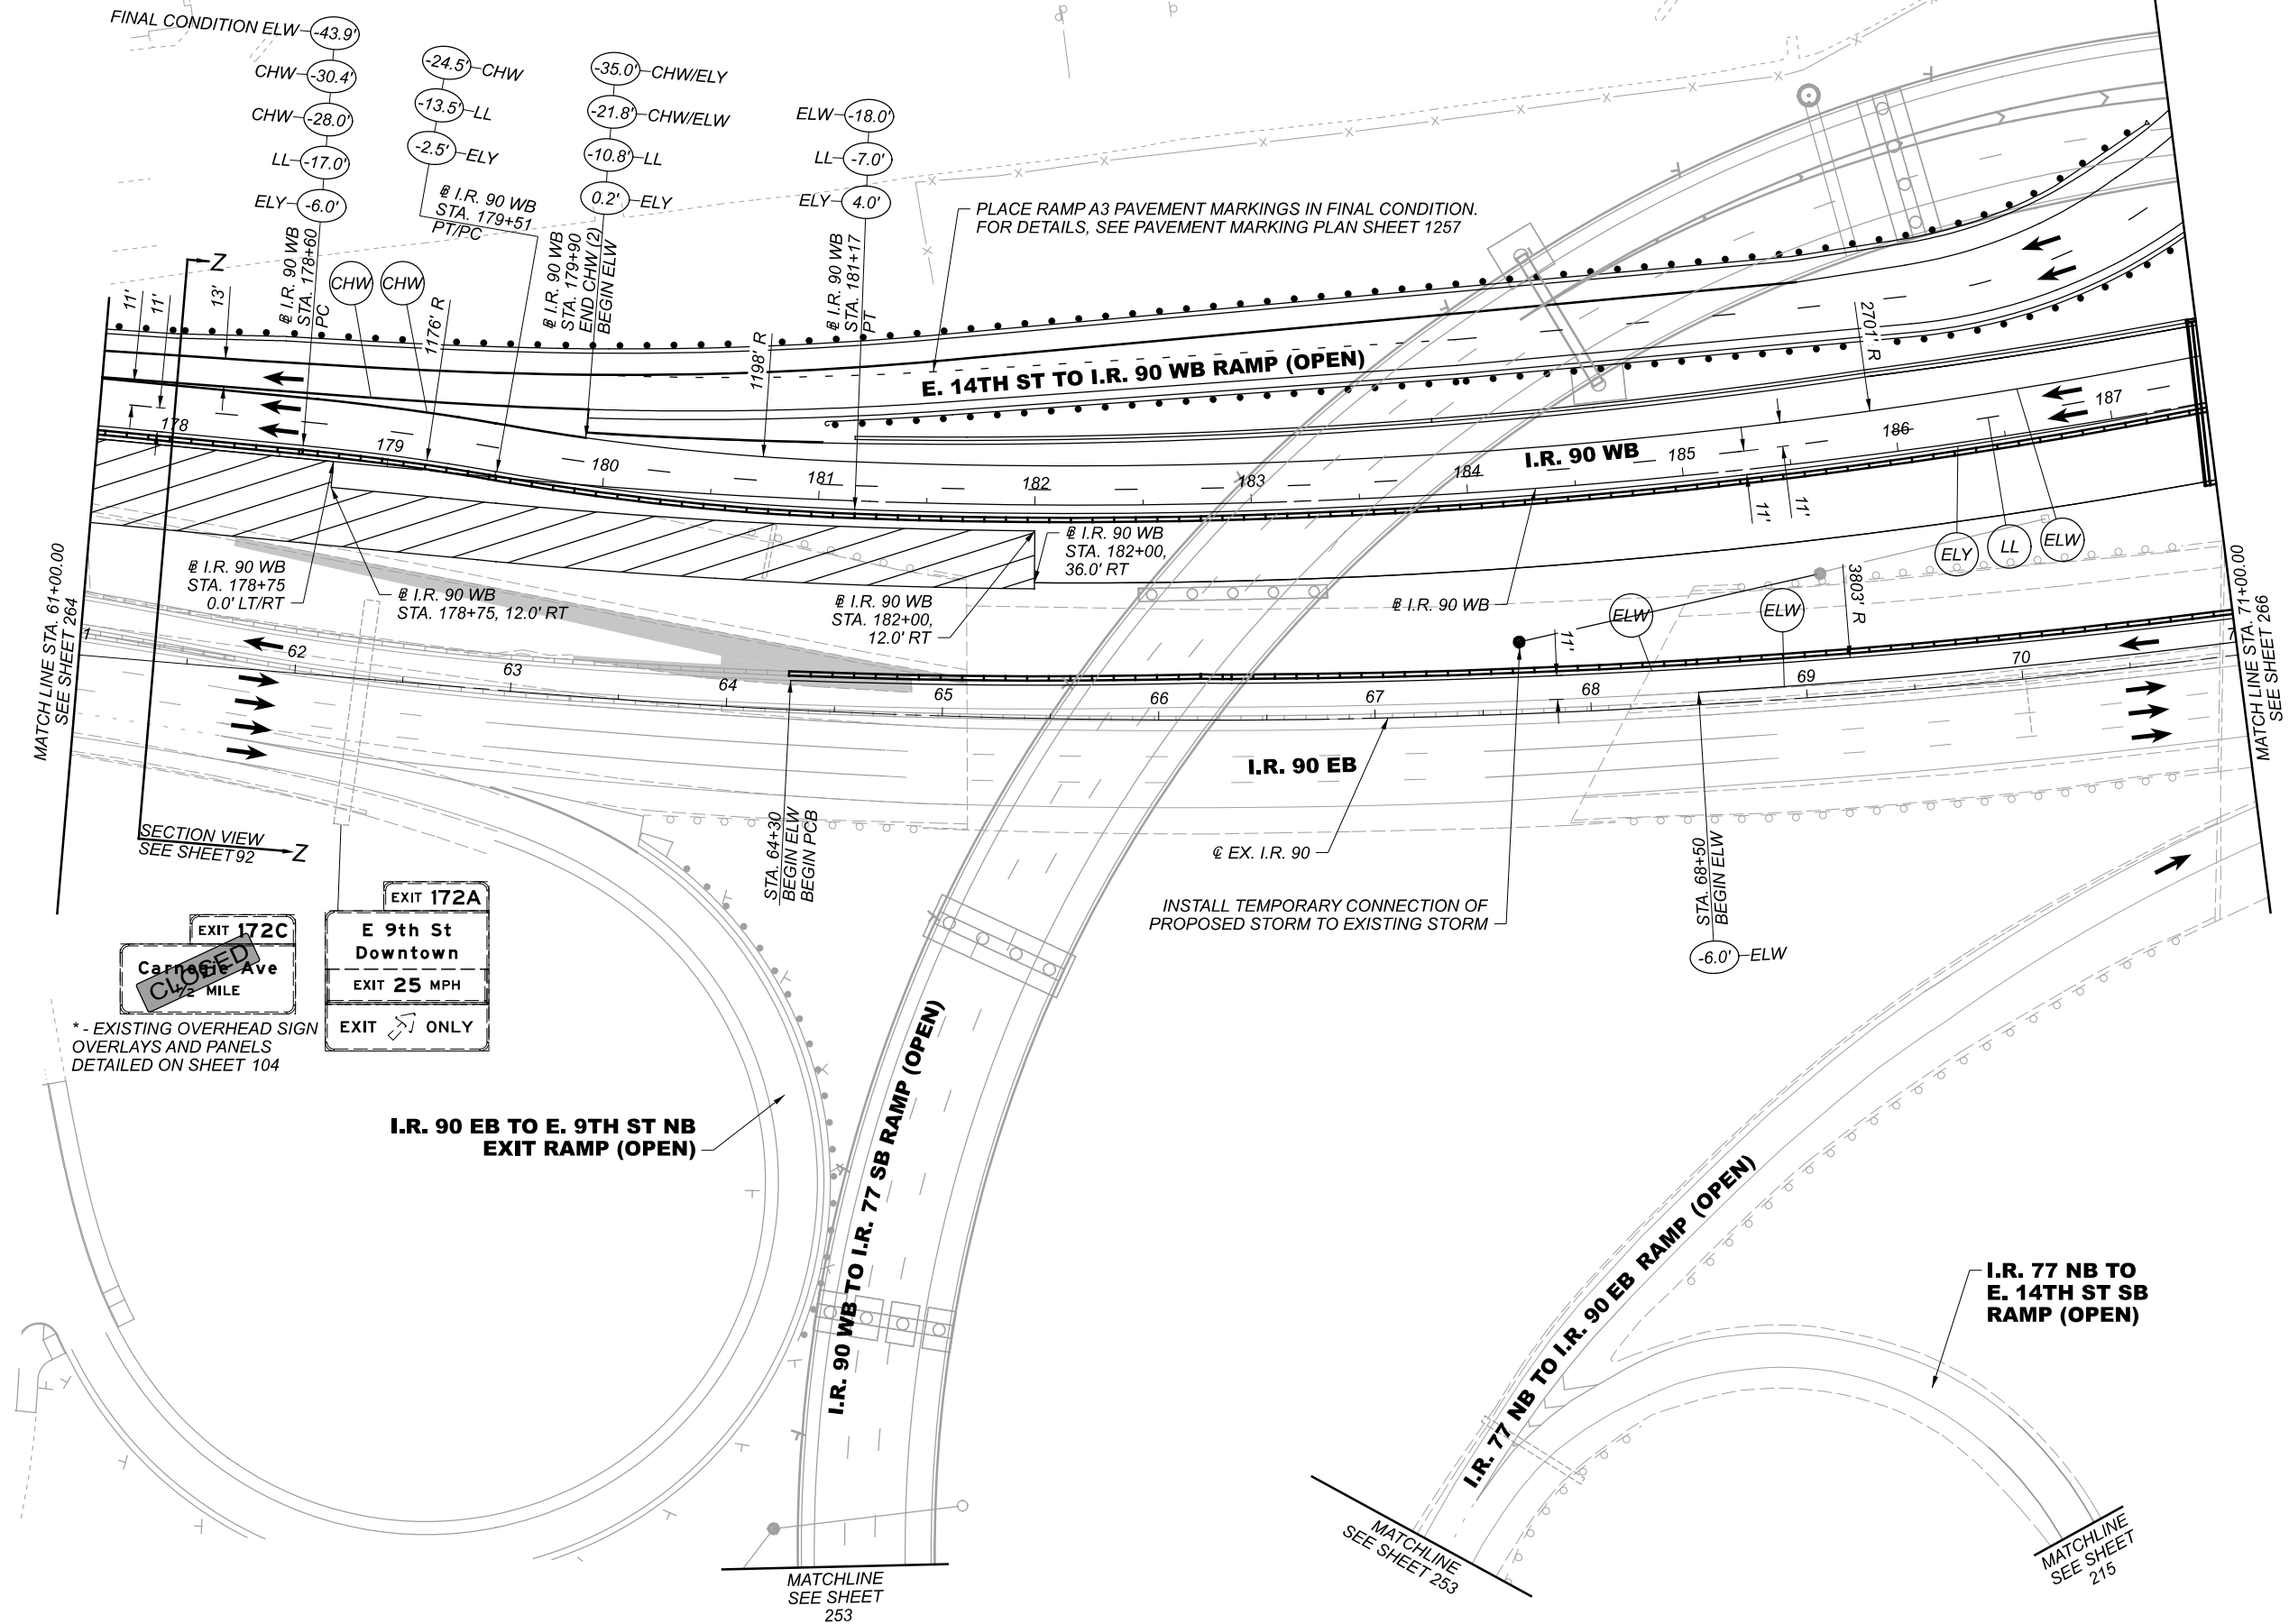 FINAL CONDITION ELW -43.9'
CHW -30.4'
CHW -28.0'
LL -17.0'
ELY -6.0'
℄ I.R. 90 WB
STA. 178+60
PC
-24.5' CHW
-13.5' LL
-2.5' ELY
I.R. 90 WB
STA. 179+51
PT/PC
-35.0' CHW/ELY
-21.8' CHW/ELW
-10.8' LL
0.2' ELY
I.R. 90 WB
STA. 179+90
END CHW (2)
BEGIN ELW
ELW -18.0'
LL -7.0'
ELY 4.0'
I.R. 90 WB
STA. 181+17
PT
PLACE RAMP A3 PAVEMENT MARKINGS IN FINAL CONDITION.
FOR DETAILS, SEE PAVEMENT MARKING PLAN SHEET 1257
Z
11'
11'
13'
CHW
CHW
1176' R
1198' R
2701' R
E. 14TH ST TO I.R. 90 WB RAMP (OPEN)
I.R. 90 WB
178
179
180
181
182
183
184
185
186
187
11'
11'
ELY
LL
ELW
I.R. 90 WB
STA. 178+75
0.0' LT/RT
I.R. 90 WB
STA. 178+75, 12.0' RT
I.R. 90 WB
STA. 182+00,
12.0' RT
I.R. 90 WB
STA. 182+00,
36.0' RT
I.R. 90 WB
ELW
ELW
3803' R
11'
MATCH LINE STA. 61+00.00
SEE SHEET 264
MATCH LINE STA. 71+00.00
SEE SHEET 266
62
63
64
65
66
67
68
69
70
I.R. 90 EB
℄ EX. I.R. 90
STA. 64+30
BEGIN ELW
BEGIN PCB
STA. 68+50
BEGIN ELW
-6.0' ELW
INSTALL TEMPORARY CONNECTION OF
PROPOSED STORM TO EXISTING STORM
SECTION VIEW
SEE SHEET 92
Z
EXIT 172C
Carnegie Ave
1/2 MILE
CLOSED
EXIT 172A
E 9th St
Downtown
EXIT 25 MPH
EXIT ONLY
* - EXISTING OVERHEAD SIGN
OVERLAYS AND PANELS
DETAILED ON SHEET 104
I.R. 90 EB TO E. 9TH ST NB
EXIT RAMP (OPEN)
I.R. 90 WB TO I.R. 77 SB RAMP (OPEN)
I.R. 77 NB TO I.R. 90 EB RAMP (OPEN)
I.R. 77 NB TO
E. 14TH ST SB
RAMP (OPEN)
MATCHLINE
SEE SHEET
253
MATCHLINE
SEE SHEET 253
MATCHLINE
SEE SHEET
215